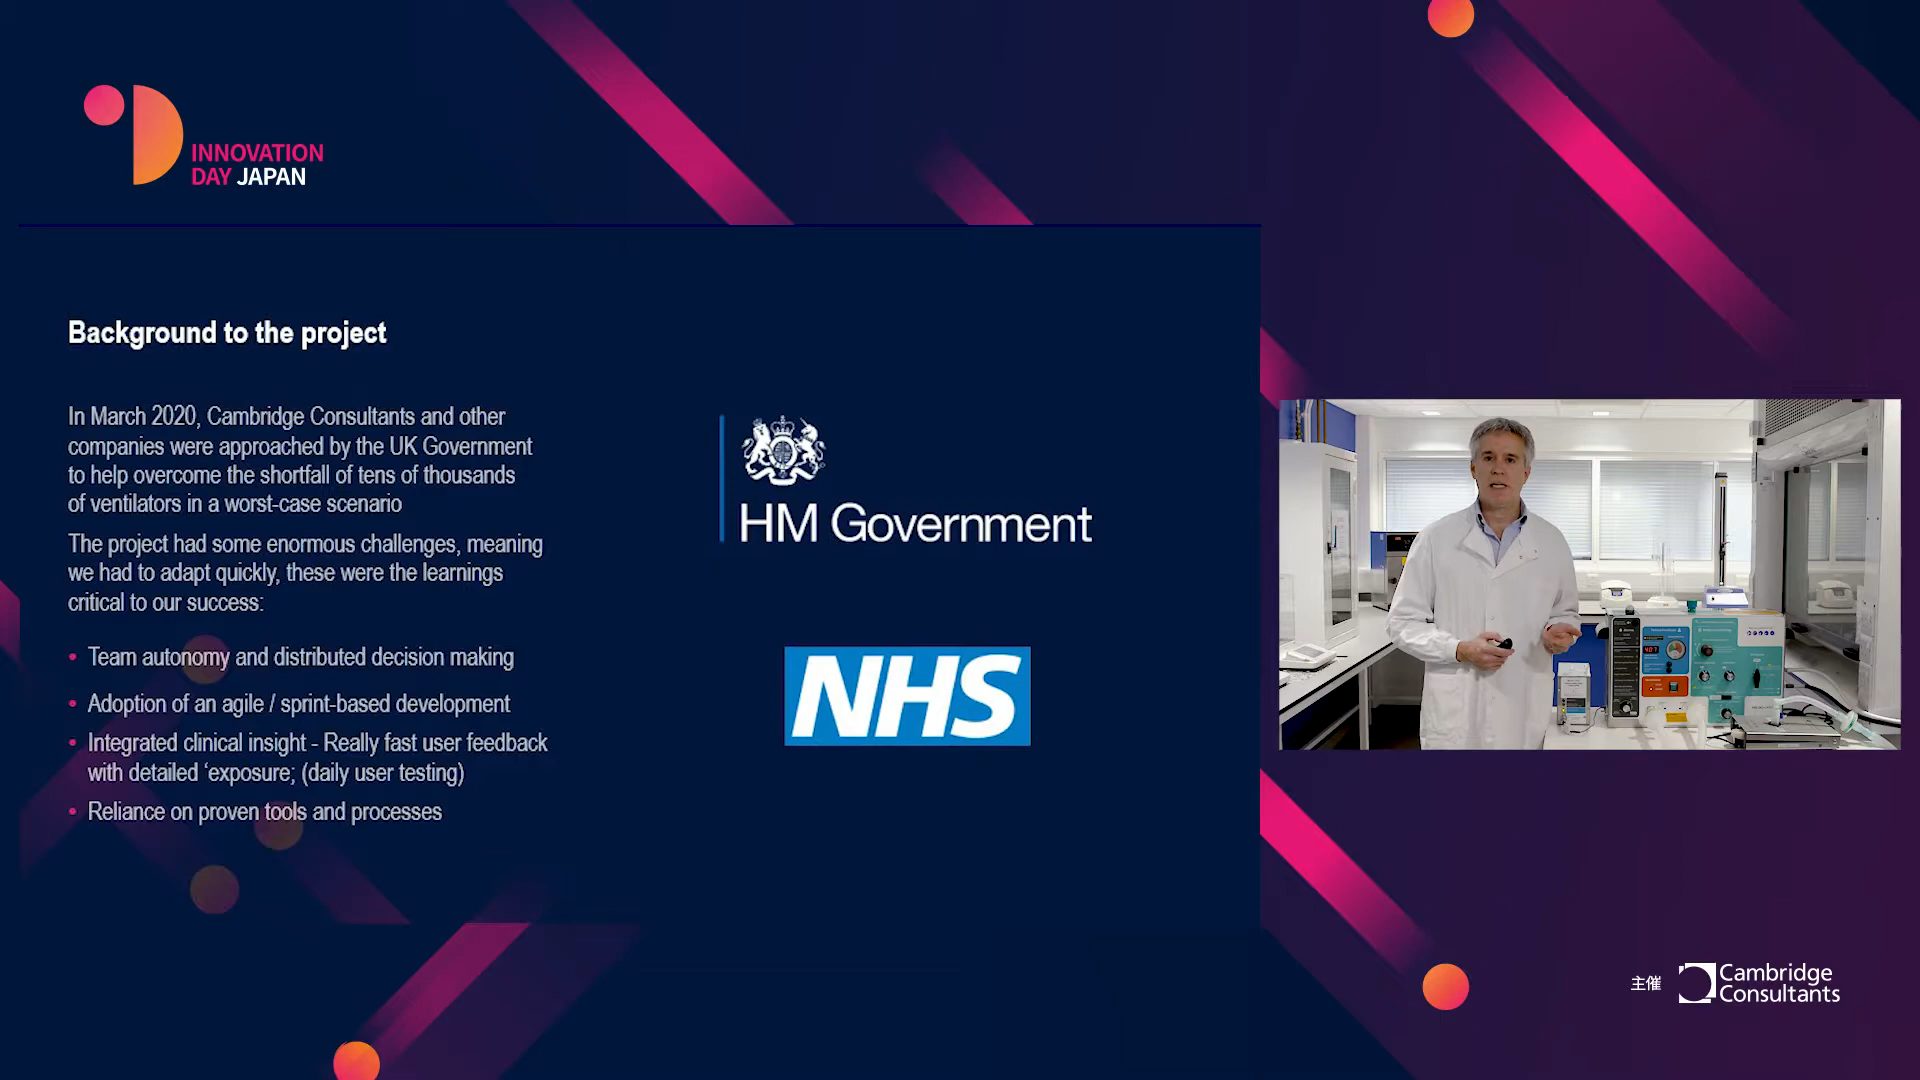 INNOVATION
DAY JAPAN
Background to the project
In March 2020, Cambridge Consultants and other
companies were approached by the UK Government
to help overcome the shortfall of tens of thousands
of ventilators in a worst-case scenario
The project had some enormous challenges, meaning
we had to adapt quickly, these were the learnings
critical to our success:
• Team autonomy and distributed decision making
• Adoption of an agile / sprint-based development
• Integrated clinical insight - Really fast user feedback
with detailed ‘exposure; (daily user testing)
• Reliance on proven tools and processes
HM Government
NHS
主催
Cambridge
Consultants